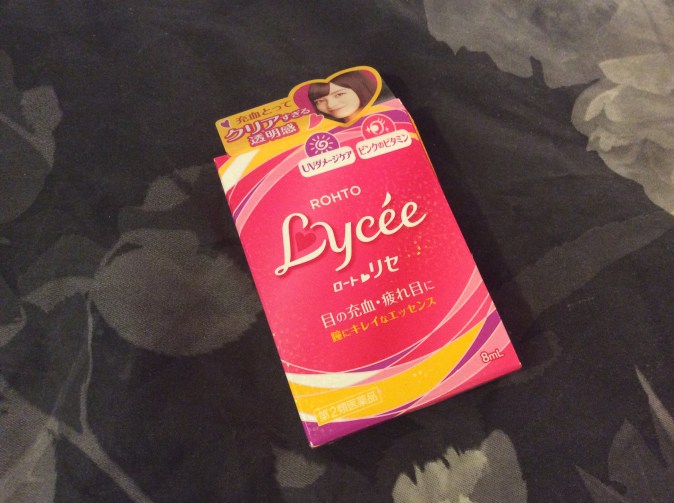 充血とって
クリアすぎる
透明感
UVダメージケア
ピンクのビタミン
ROHTO
Lycée
ロートリセ
目の充血・疲れ目に
瞳にキレイなエッセンス
8mL
第2類医薬品